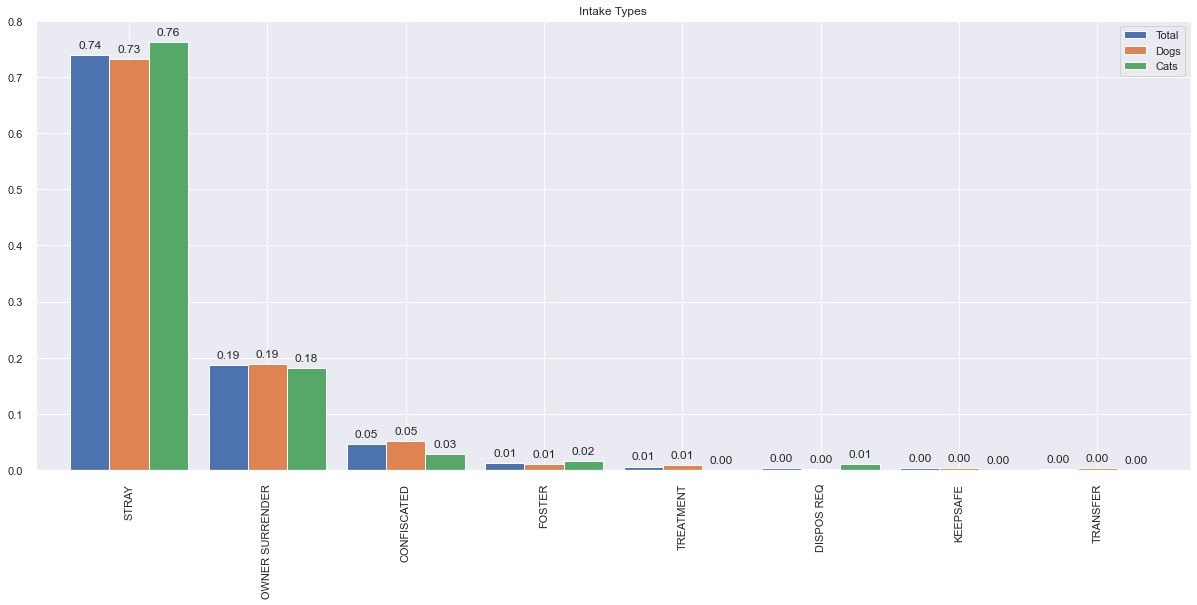 Intake Types
0.8
0.7
0.6
0.5
0.4
0.3
0.2
0.1
0.0
0.74
0.73
0.76
0.19
0.19
0.18
0.05
0.05
0.03
0.01
0.01
0.02
0.01
0.01
0.00
0.00
0.00
0.01
0.00
0.00
0.00
0.00
0.00
0.00
Total
Dogs
Cats
STRAY
OWNER SURRENDER
CONFISCATED
FOSTER
TREATMENT
DISPOS REQ
KEEPSAFE
TRANSFER